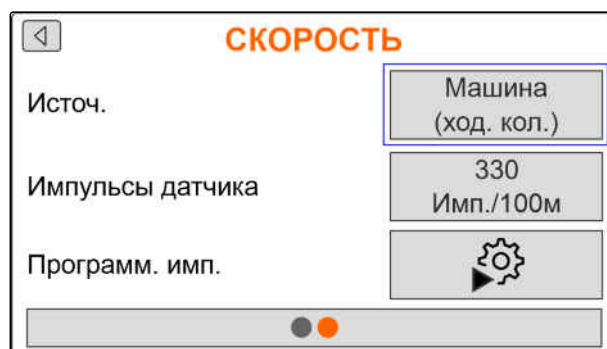 СКОРОСТЬ
Источ.
Машина
(ход. кол.)
Импульсы датчика
330
Имп./100м
Программ. имп.